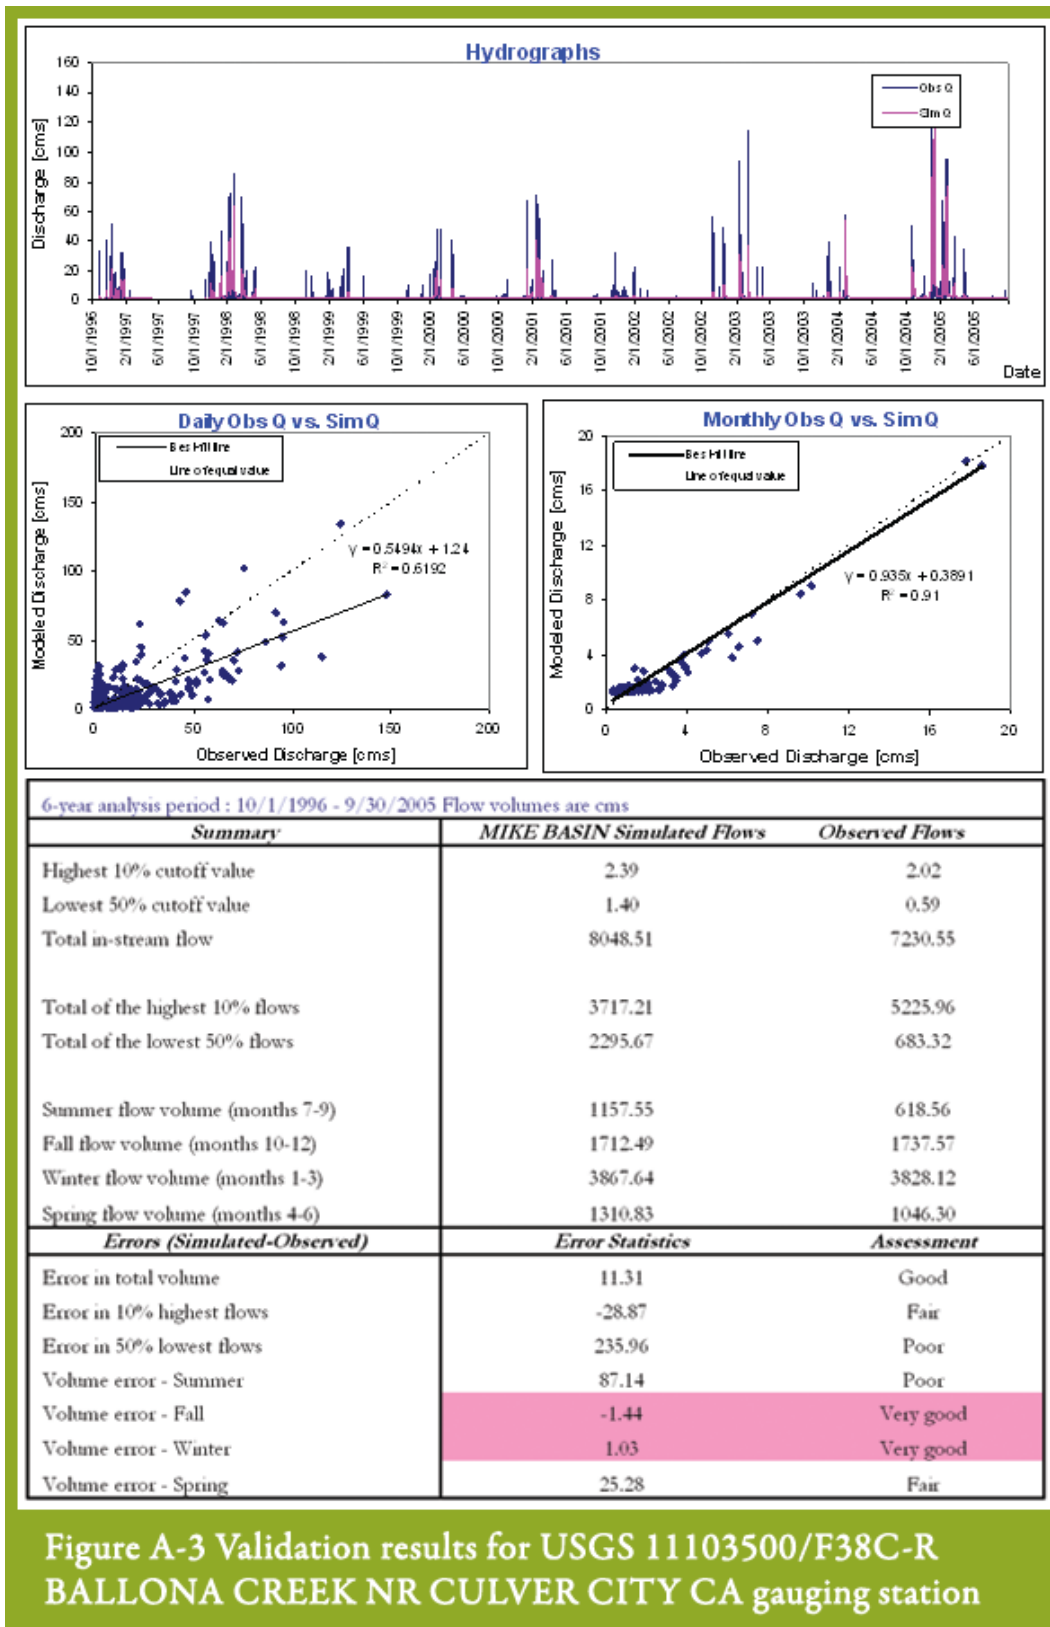 Hydrographs
160
140
120
100
80
60
40
20
0
Discharge [cms]
Obs Q
Sim Q
10/1/1996
2/1/1997
6/1/1997
10/1/1997
2/1/1998
6/1/1998
10/1/1998
2/1/1999
6/1/1999
10/1/1999
2/1/2000
6/1/2000
10/1/2000
2/1/2001
6/1/2001
10/1/2001
2/1/2002
6/1/2002
10/1/2002
2/1/2003
6/1/2003
10/1/2003
2/1/2004
6/1/2004
10/1/2004
2/1/2005
6/1/2005
Date
Daily Obs Q vs. Sim Q
200
150
100
50
0
Modeled Discharge [cms]
Best-fit line
Line of equal value
y = 0.5494x + 1.24
R² = 0.6192
0 50 100 150 200
Observed Discharge [cms]
Monthly Obs Q vs. Sim Q
20
16
12
8
4
0
Modeled Discharge [cms]
Best-fit line
Line of equal value
y = 0.935x + 0.3891
R² = 0.91
0 4 8 12 16 20
Observed Discharge [cms]
6-year analysis period : 10/1/1996 - 9/30/2005 Flow volumes are cms
Summary MIKE BASIN Simulated Flows Observed Flows
Highest 10% cutoff value 2.39 2.02
Lowest 50% cutoff value 1.40 0.59
Total in-stream flow 8048.51 7230.55
Total of the highest 10% flows 3717.21 5225.96
Total of the lowest 50% flows 2295.67 683.32
Summer flow volume (months 7-9) 1157.55 618.56
Fall flow volume (months 10-12) 1712.49 1737.57
Winter flow volume (months 1-3) 3867.64 3828.12
Spring flow volume (months 4-6) 1310.83 1046.30
Errors (Simulated-Observed) Error Statistics Assessment
Error in total volume 11.31 Good
Error in 10% highest flows -28.87 Fair
Error in 50% lowest flows 235.96 Poor
Volume error - Summer 87.14 Poor
Volume error - Fall -1.44 Very good
Volume error - Winter 1.03 Very good
Volume error - Spring 25.28 Fair
Figure A-3 Validation results for USGS 11103500/F38C-R
BALLONA CREEK NR CULVER CITY CA gauging station